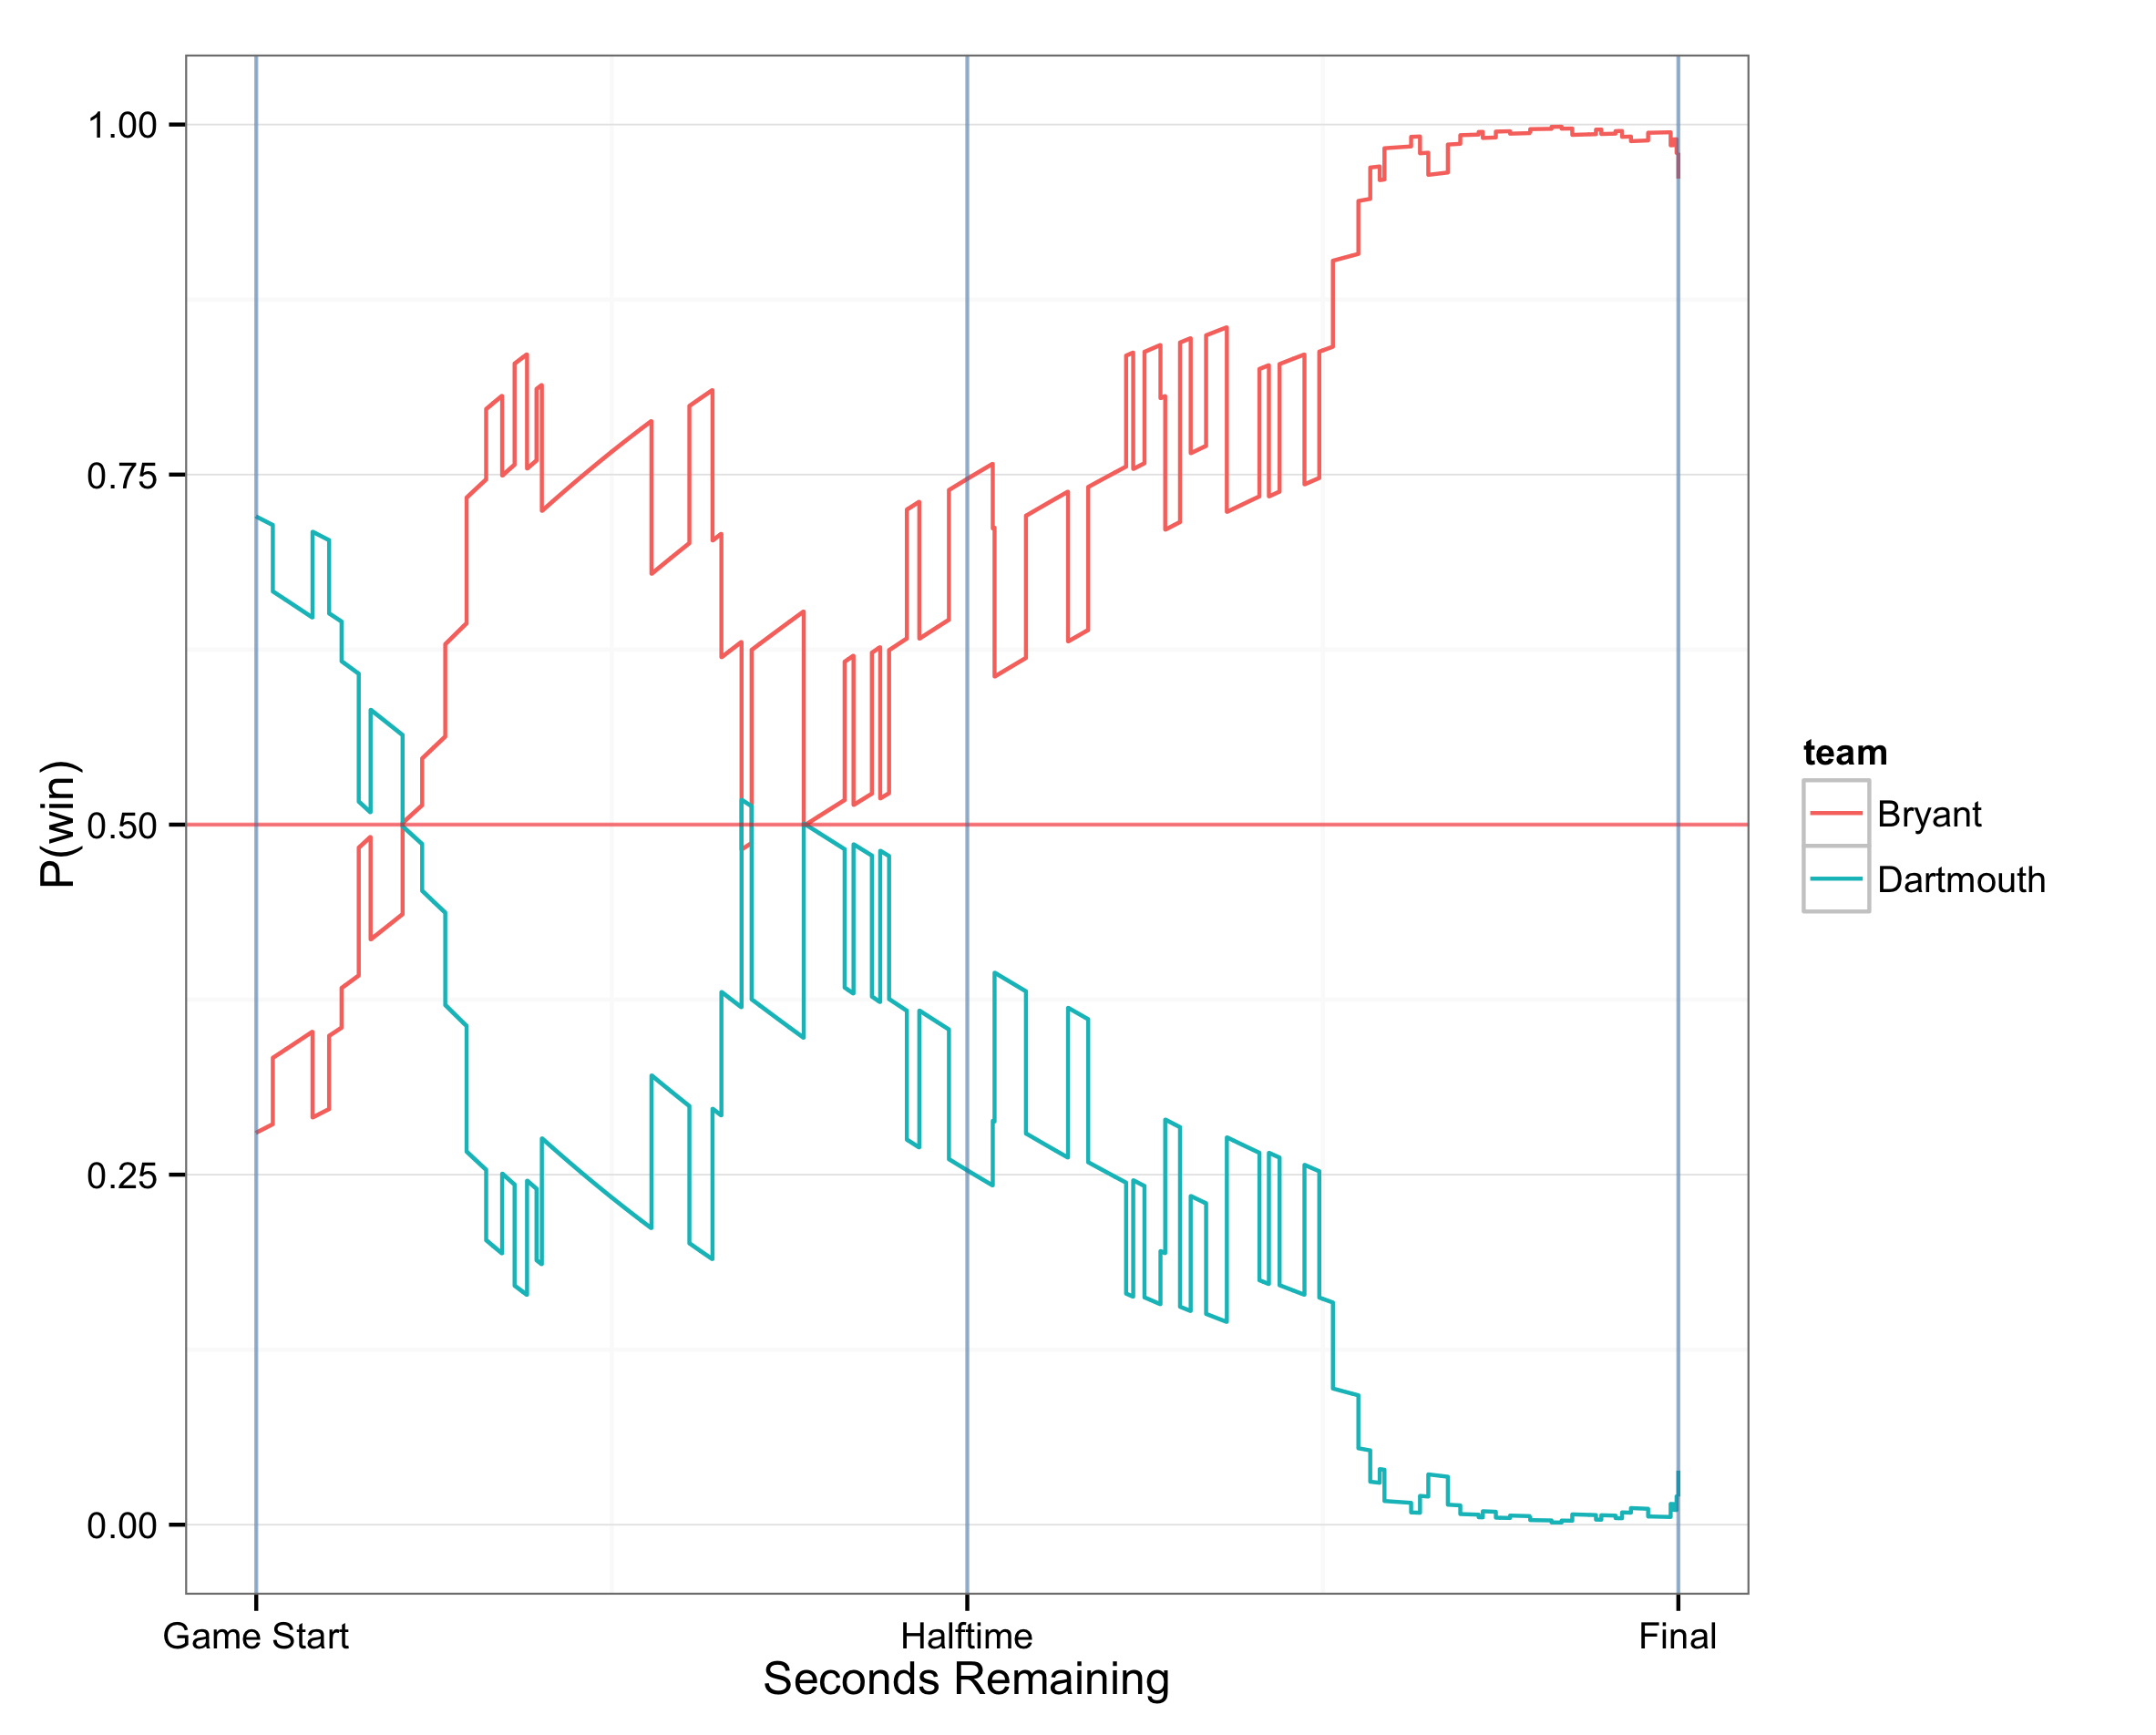 1.00
0.75
0.50
0.25
0.00
P(win)
Game Start
Halftime
Final
Seconds Remaining
team
Bryant
Dartmouth